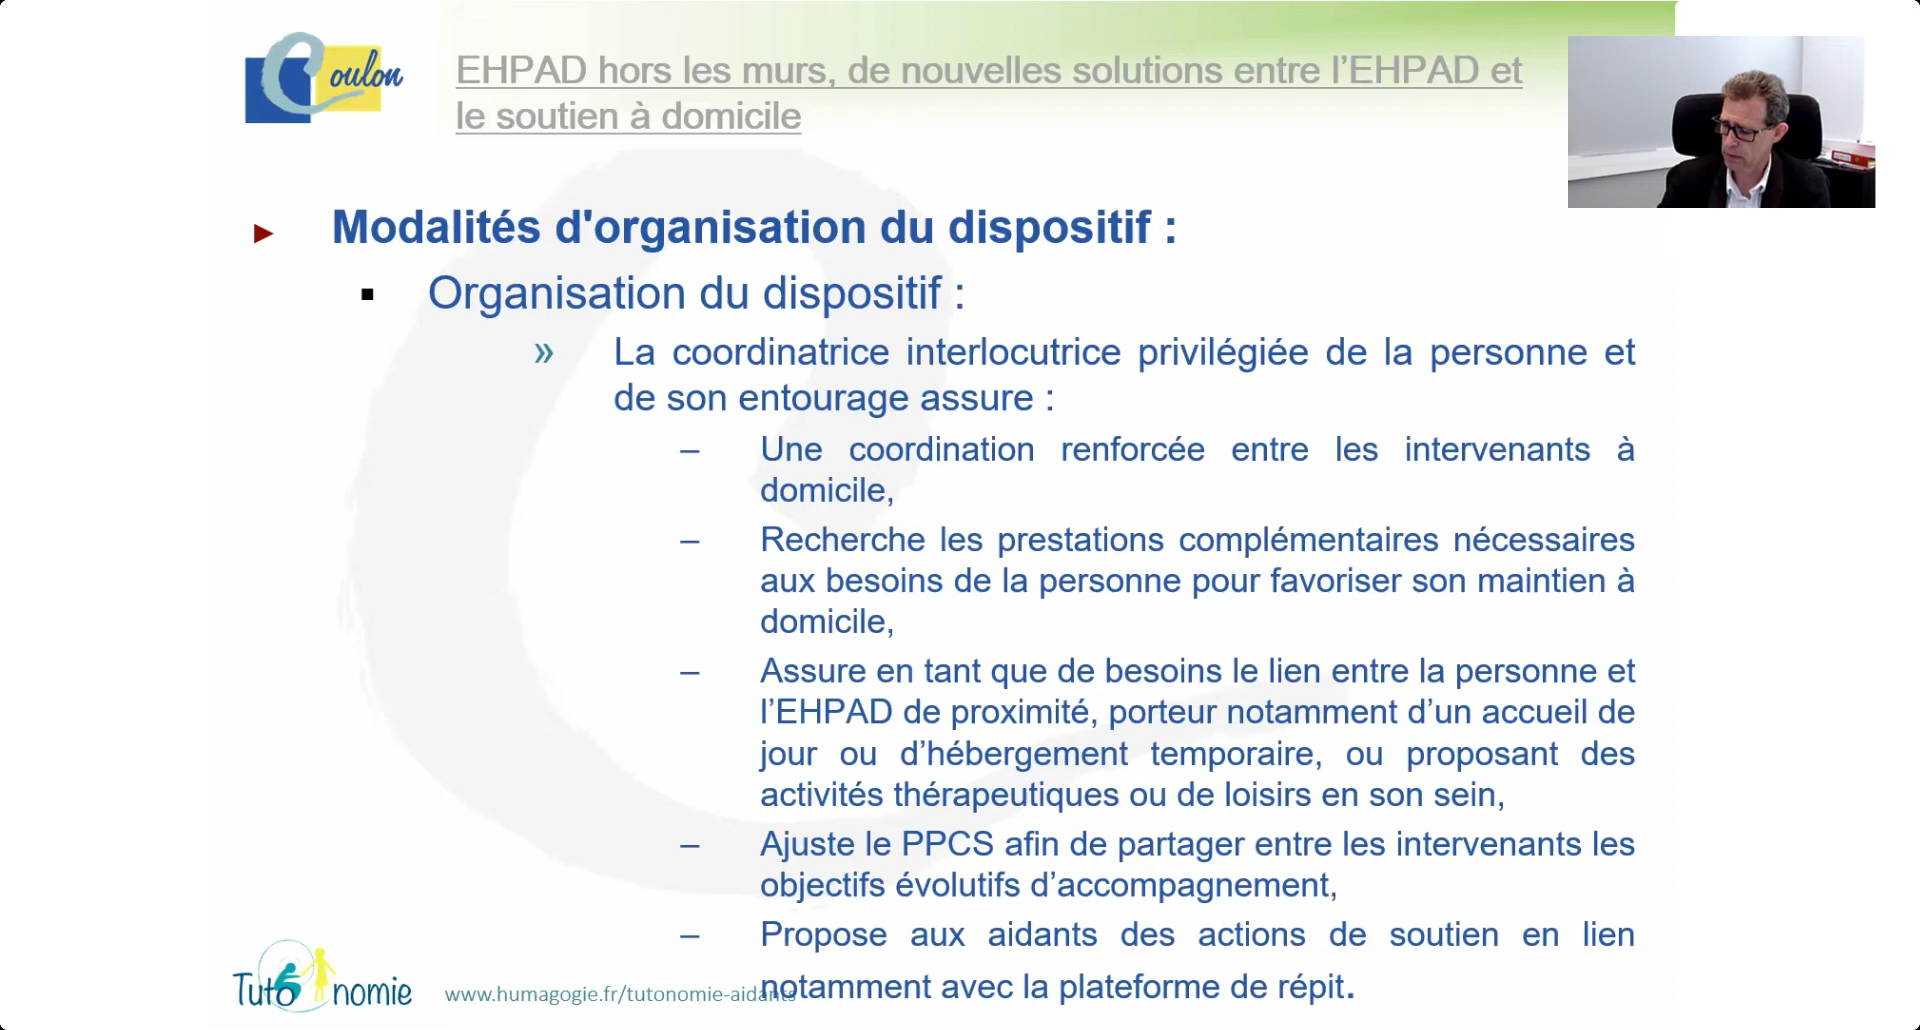 Coulon
EHPAD hors les murs, de nouvelles solutions entre l’EHPAD et
le soutien à domicile
► Modalités d'organisation du dispositif :
▪ Organisation du dispositif :
» La coordinatrice interlocutrice privilégiée de la personne et
de son entourage assure :
– Une coordination renforcée entre les intervenants à
domicile,
– Recherche les prestations complémentaires nécessaires
aux besoins de la personne pour favoriser son maintien à
domicile,
– Assure en tant que de besoins le lien entre la personne et
l’EHPAD de proximité, porteur notamment d’un accueil de
jour ou d’hébergement temporaire, ou proposant des
activités thérapeutiques ou de loisirs en son sein,
– Ajuste le PPCS afin de partager entre les intervenants les
objectifs évolutifs d’accompagnement,
– Propose aux aidants des actions de soutien en lien
notamment avec la plateforme de répit.
Tutonomie
www.humagogie.fr/tutonomie-aidants